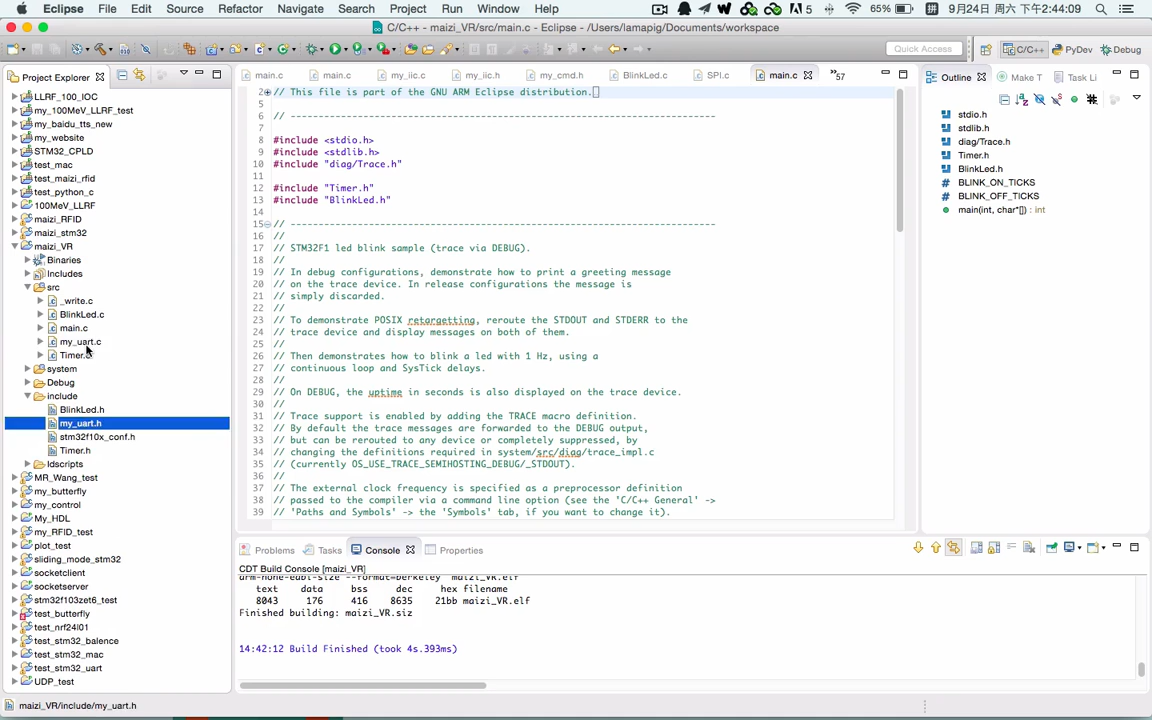 Eclipse File Edit Source Refactor Navigate Search Project Run Window Help 5 65% 拼 9月24日 周六 下午2:44:09
C/C++ - maizi_VR/src/main.c - Eclipse - /Users/lamapig/Documents/workspace
Quick Access C/C++ PyDev Debug
Project Explorer
LLRF_100_IOC
my_100MeV_LLRF_test
my_baidu_tts_new
my_website
STM32_CPLD
test_mac
test_maizi_rfid
test_python_c
100MeV_LLRF
maizi_RFID
maizi_stm32
maizi_VR
Binaries
Includes
src
_write.c
BlinkLed.c
main.c
my_uart.c
Timer.c
system
Debug
include
BlinkLed.h
my_uart.h
stm32f10x_conf.h
Timer.h
ldscripts
MR_Wang_test
my_butterfly
my_control
My_HDL
my_RFID_test
plot_test
sliding_mode_stm32
socketclient
socketserver
stm32f103zet6_test
test_butterfly
test_nrf24l01
test_stm32_balence
test_stm32_mac
test_stm32_uart
UDP_test
main.c main.c my_iic.c my_iic.h my_cmd.h BlinkLed.c SPI.c main.c »57
2 // This file is part of the GNU ARM Eclipse distribution.
5
6 // ----------------------------------------------------------------------
7
8 #include <stdio.h>
9 #include <stdlib.h>
10 #include "diag/Trace.h"
11
12 #include "Timer.h"
13 #include "BlinkLed.h"
14
15 // ----------------------------------------------------------------------
16 //
17 // STM32F1 led blink sample (trace via DEBUG).
18 //
19 // In debug configurations, demonstrate how to print a greeting message
20 // on the trace device. In release configurations the message is
21 // simply discarded.
22 //
23 // To demonstrate POSIX retargetting, reroute the STDOUT and STDERR to the
24 // trace device and display messages on both of them.
25 //
26 // Then demonstrates how to blink a led with 1 Hz, using a
27 // continuous loop and SysTick delays.
28 //
29 // On DEBUG, the uptime in seconds is also displayed on the trace device.
30 //
31 // Trace support is enabled by adding the TRACE macro definition.
32 // By default the trace messages are forwarded to the DEBUG output,
33 // but can be rerouted to any device or completely suppressed, by
34 // changing the definitions required in system/src/diag/trace_impl.c
35 // (currently OS_USE_TRACE_SEMIHOSTING_DEBUG/_STDOUT).
36 //
37 // The external clock frequency is specified as a preprocessor definition
38 // passed to the compiler via a command line option (see the 'C/C++ General' ->
39 // 'Paths and Symbols' -> the 'Symbols' tab, if you want to change it).
Outline Make T Task Li
stdio.h
stdlib.h
diag/Trace.h
Timer.h
BlinkLed.h
# BLINK_ON_TICKS
# BLINK_OFF_TICKS
main(int, char*[]) : int
Problems Tasks Console Properties
CDT Build Console [maizi_VR]
arm-none-eabi-size --format=berkeley "maizi_VR.elf"
text data bss dec hex filename
8043 176 416 8635 21bb maizi_VR.elf
Finished building: maizi_VR.siz
14:42:12 Build Finished (took 4s.393ms)
maizi_VR/include/my_uart.h